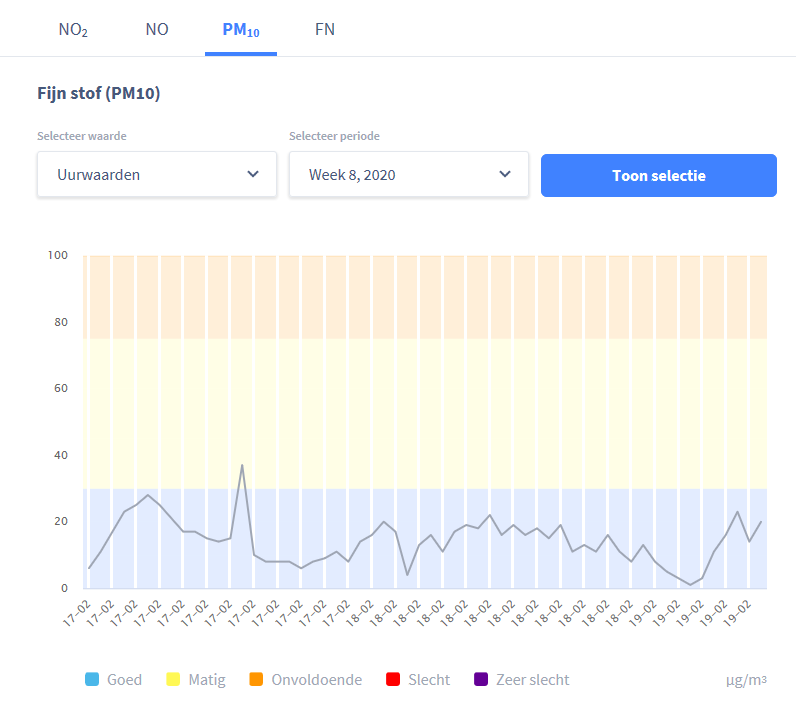 NO₂ NO PM₁₀ FN
Fijn stof (PM10)
Selecteer waarde Selecteer periode
Uurwaarden Week 8, 2020 Toon selectie
100
80
60
40
20
0
17-02 17-02 17-02 17-02 17-02 17-02 17-02 17-02 17-02 17-02 17-02 17-02 18-02 18-02 18-02 18-02 18-02 18-02 18-02 18-02 18-02 18-02 18-02 18-02 19-02 19-02 19-02 19-02 19-02
Goed Matig Onvoldoende Slecht Zeer slecht µg/m³